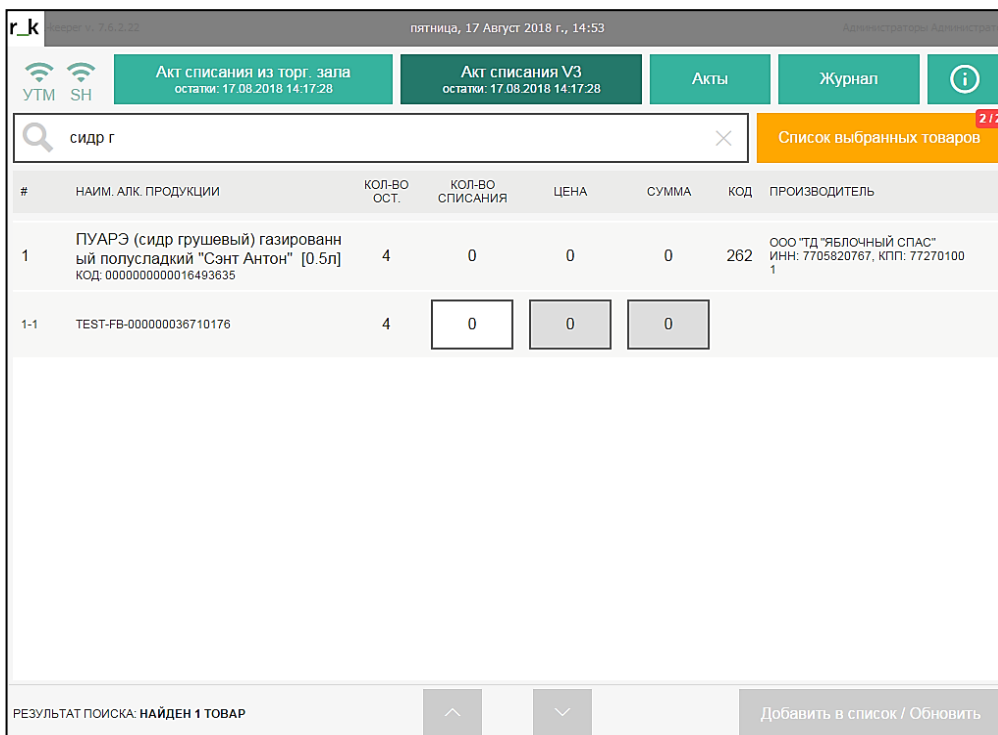 r_k
-keeper v. 7.6.2.22
пятница, 17 Август 2018 г., 14:53
Администраторы Администрат
УТМ
SH
Акт списания из торг. зала
остатки: 17.08.2018 14:17:28
Акт списания V3
остатки: 17.08.2018 14:17:28
Акты
Журнал
сидр г
2 / 2
Список выбранных товаров
#
НАИМ. АЛК. ПРОДУКЦИИ
КОЛ-ВО
ОСТ.
КОЛ-ВО
СПИСАНИЯ
ЦЕНА
СУММА
КОД
ПРОИЗВОДИТЕЛЬ
1
ПУАРЭ (сидр грушевый) газированн
ый полусладкий "Сэнт Антон" [0.5л]
КОД: 0000000000016493635
4
0
0
0
262
ООО "ТД "ЯБЛОЧНЫЙ СПАС"
ИНН: 7705820767, КПП: 77270100
1
1-1
TEST-FB-000000036710176
4
0
0
0
РЕЗУЛЬТАТ ПОИСКА: НАЙДЕН 1 ТОВАР
Добавить в список / Обновить